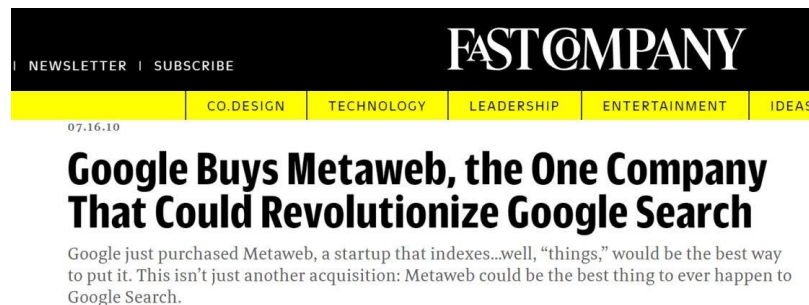 NEWSLETTER | SUBSCRIBE
FAST COMPANY
CO.DESIGN | TECHNOLOGY | LEADERSHIP | ENTERTAINMENT | IDEAS
07.16.10
Google Buys Metaweb, the One Company
That Could Revolutionize Google Search
Google just purchased Metaweb, a startup that indexes...well, “things,” would be the best way
to put it. This isn’t just another acquisition: Metaweb could be the best thing to ever happen to
Google Search.